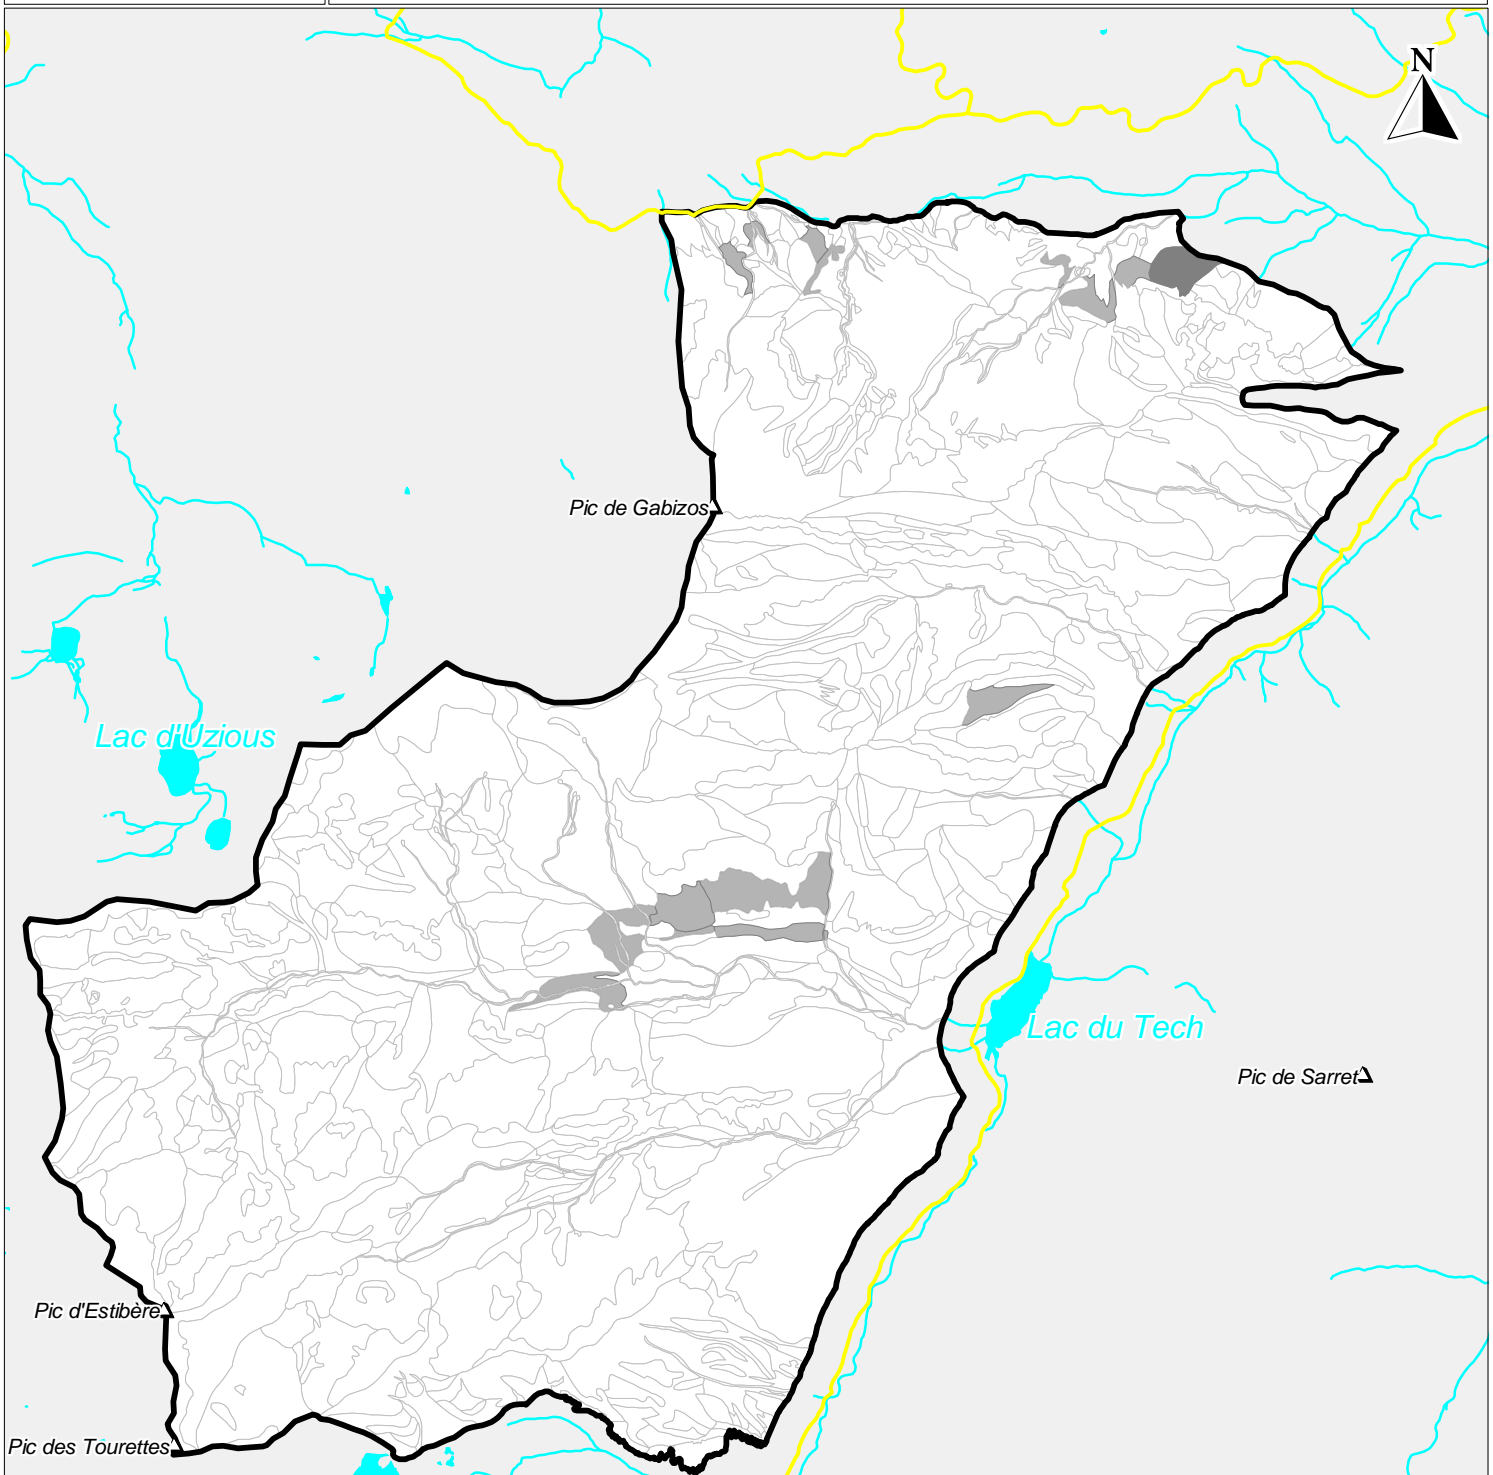 N
Pic de Gabizos
Lac d'Uzious
Lac du Tech
Pic de Sarret
Pic d'Estibère
Pic des Tourettes